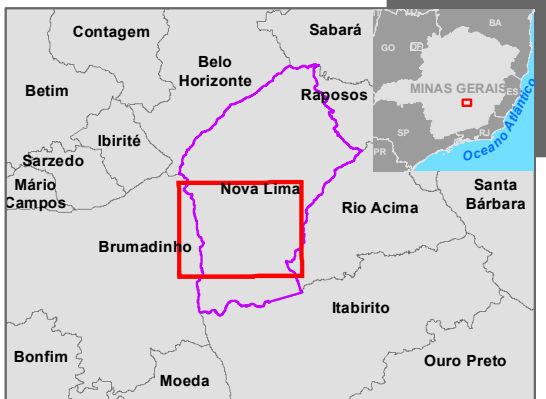 Contagem
Sabará
Belo
Horizonte
Betim
Raposos
Ibirité
Sarzedo
Mário
Campos
Nova Lima
Santa
Bárbara
Rio Acima
Brumadinho
Itabirito
Bonfim
Ouro Preto
Moeda
BA
GO
DF
MINAS GERAIS
ES
SP
RJ
PR
Oceano Atlântico